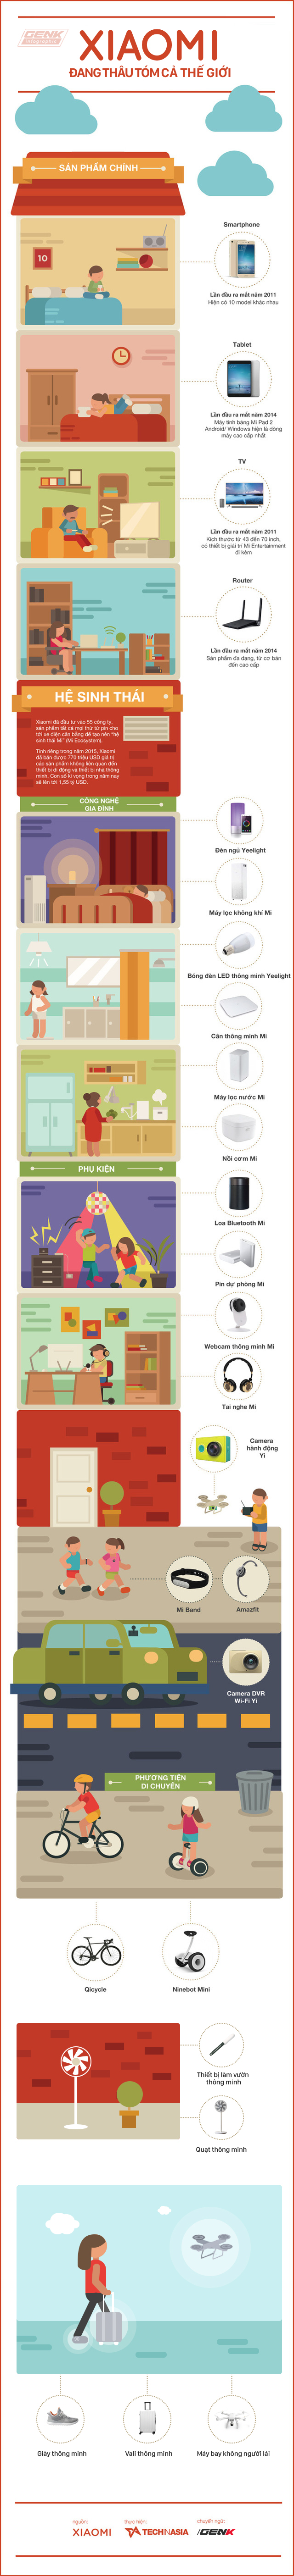 GENK
XIAOMI
ĐANG THÂU TÓM CẢ THẾ GIỚI
SẢN PHẨM CHÍNH
10
Smartphone
Lần đầu ra mắt năm 2011
Hiện có 10 model khác nhau
Tablet
Lần đầu ra mắt năm 2014
Máy tính bảng Mi Pad 2
Android/ Windows hiện là dòng
máy cao cấp nhất
TV
Lần đầu ra mắt năm 2011
Kích thước từ 43 đến 70 inch,
có thiết bị giải trí Mi Entertainment
đi kèm
Router
Lần đầu ra mắt năm 2014
Sản phẩm đa dạng, từ cơ bản
đến cao cấp
HỆ SINH THÁI
Xiaomi đã đầu tư vào 55 công ty,
sản phẩm tất cả mọi thứ từ pin cho
tới xe điện cân bằng để tạo nên "hệ
sinh thái Mi" (Mi Ecosystem).
Tính riêng trong năm 2015, Xiaomi
đã bán được 770 triệu USD giá trị
các sản phẩm không liên quan đến
thiết bị di động và thiết bị nhà thông
minh. Con số kì vọng trong năm nay
sẽ lên tới 1,55 tỷ USD.
CÔNG NGHỆ
GIA ĐÌNH
Đèn ngủ Yeelight
Máy lọc không khí Mi
Bóng đèn LED thông minh Yeelight
Cân thông minh Mi
Máy lọc nước Mi
Nồi cơm Mi
PHỤ KIỆN
Loa Bluetooth Mi
Pin dự phòng Mi
Webcam thông minh Mi
Tai nghe Mi
Camera
hành động
Yi
Mi Band
Amazfit
Camera DVR
Wi-Fi Yi
PHƯƠNG TIỆN
DI CHUYỂN
Qicycle
Ninebot Mini
Thiết bị làm vườn
thông minh
Quạt thông minh
Giày thông minh
Vali thông minh
Máy bay không người lái
nguồn:
XIAOMI
thực hiện:
TECHINASIA
chuyển ngữ:
GENK